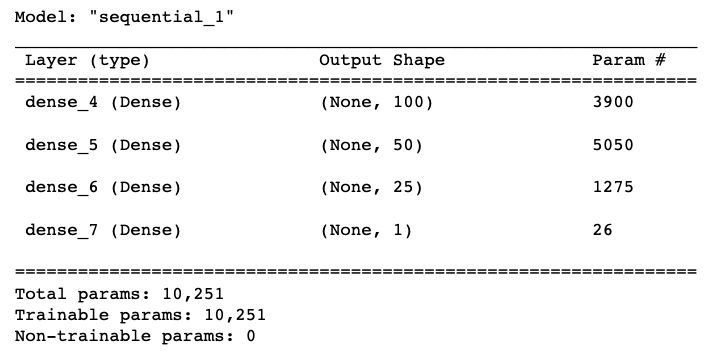 Model: "sequential_1"
Layer (type) Output Shape Param #
dense_4 (Dense) (None, 100) 3900
dense_5 (Dense) (None, 50) 5050
dense_6 (Dense) (None, 25) 1275
dense_7 (Dense) (None, 1) 26
Total params: 10,251
Trainable params: 10,251
Non-trainable params: 0